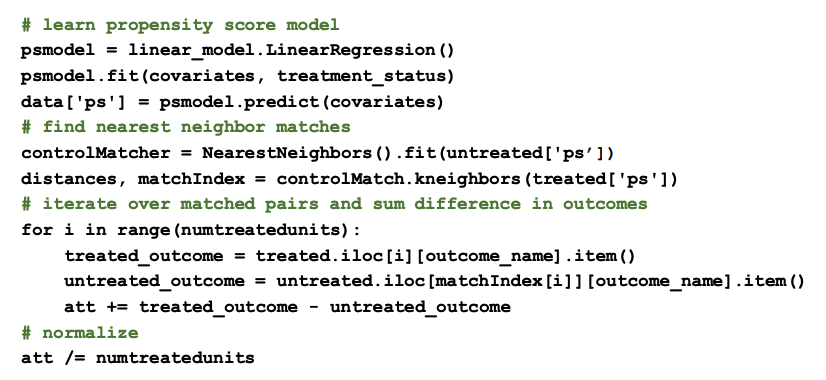 # learn propensity score model
psmodel = linear_model.LinearRegression()
psmodel.fit(covariates, treatment_status)
data['ps'] = psmodel.predict(covariates)
# find nearest neighbor matches
controlMatcher = NearestNeighbors().fit(untreated['ps’])
distances, matchIndex = controlMatch.kneighbors(treated['ps'])
# iterate over matched pairs and sum difference in outcomes
for i in range(numtreatedunits):
    treated_outcome = treated.iloc[i][outcome_name].item()
    untreated_outcome = untreated.iloc[matchIndex[i]][outcome_name].item()
    att += treated_outcome - untreated_outcome
# normalize
att /= numtreatedunits